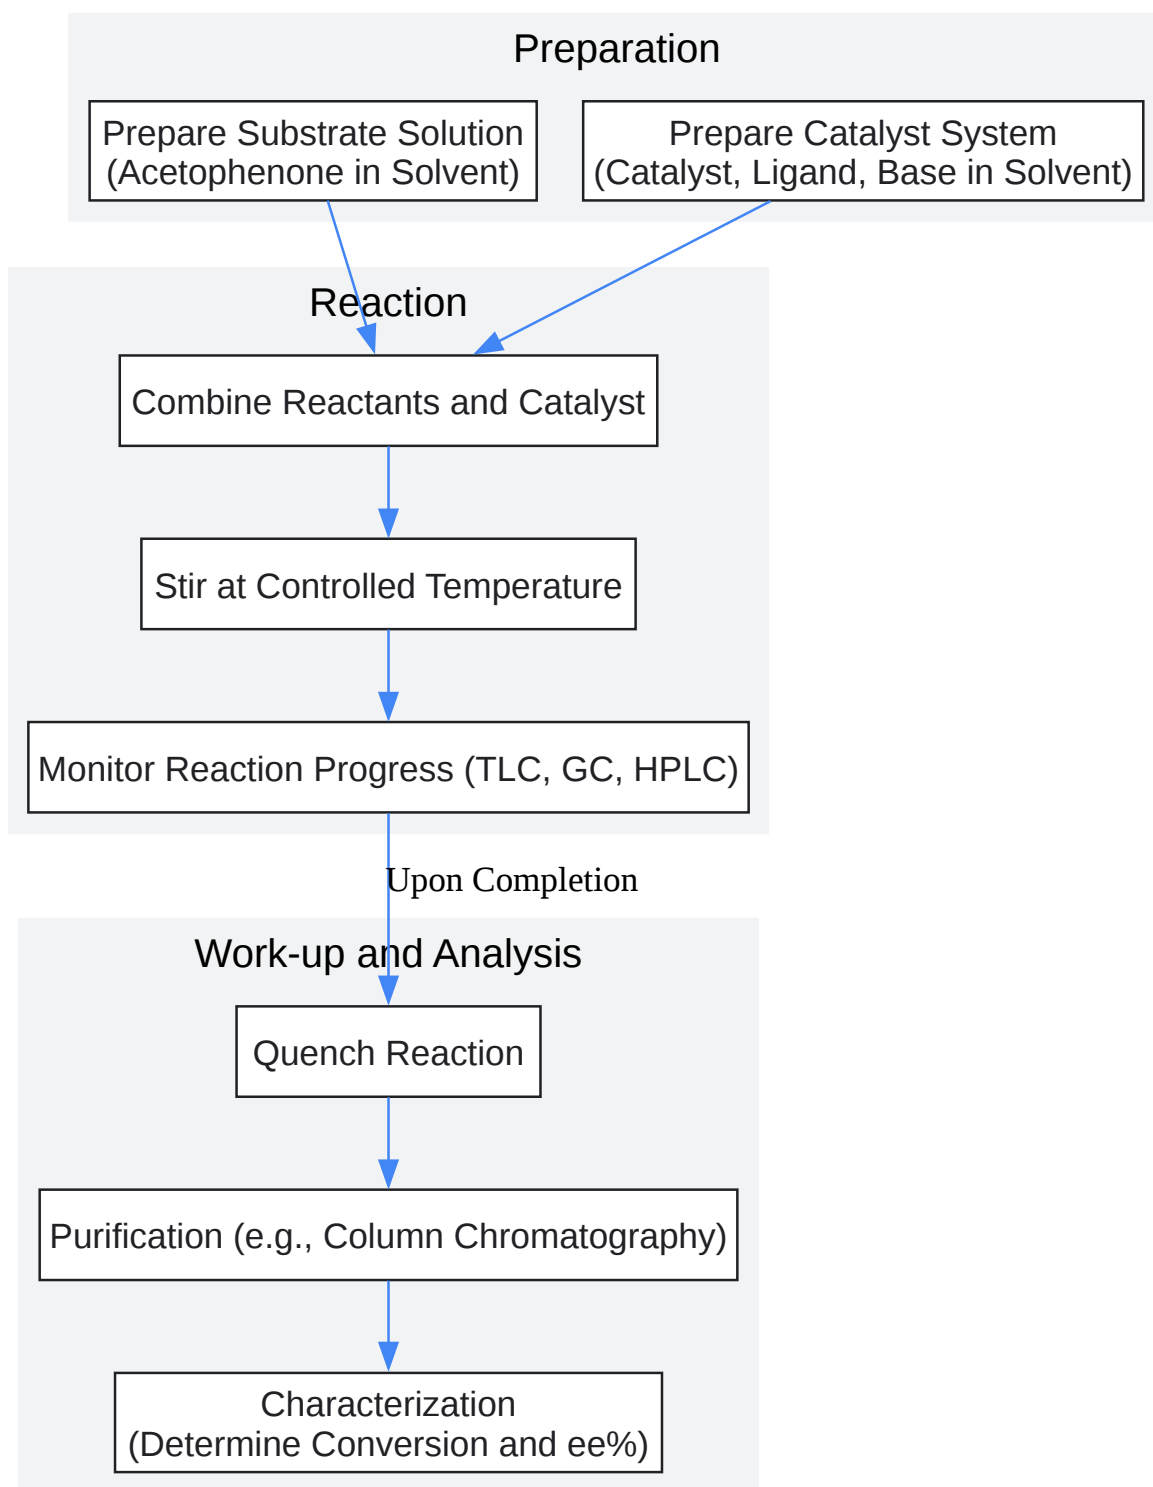 Preparation
Prepare Substrate Solution
(Acetophenone in Solvent)
Prepare Catalyst System
(Catalyst, Ligand, Base in Solvent)
Reaction
Combine Reactants and Catalyst
Stir at Controlled Temperature
Monitor Reaction Progress (TLC, GC, HPLC)
Upon Completion
Work-up and Analysis
Quench Reaction
Purification (e.g., Column Chromatography)
Characterization
(Determine Conversion and ee%)